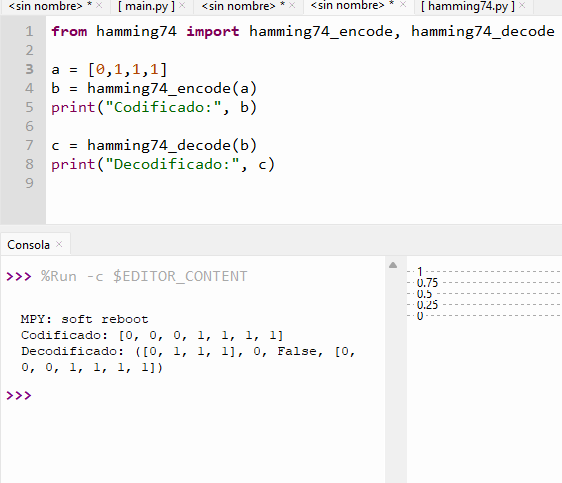 <sin nombre> * × [ main.py ] × <sin nombre> * × <sin nombre> * × [ hamming74.py ] ×
1 from hamming74 import hamming74_encode, hamming74_decode
2
3 a = [0,1,1,1]
4 b = hamming74_encode(a)
5 print("Codificado:", b)
6
7 c = hamming74_decode(b)
8 print("Decodificado:", c)
9
Consola ×
>>> %Run -c $EDITOR_CONTENT
MPY: soft reboot
Codificado: [0, 0, 0, 1, 1, 1, 1]
Decodificado: ([0, 1, 1, 1], 0, False, [0,
0, 0, 1, 1, 1, 1])
>>>
1
0.75
0.5
0.25
0